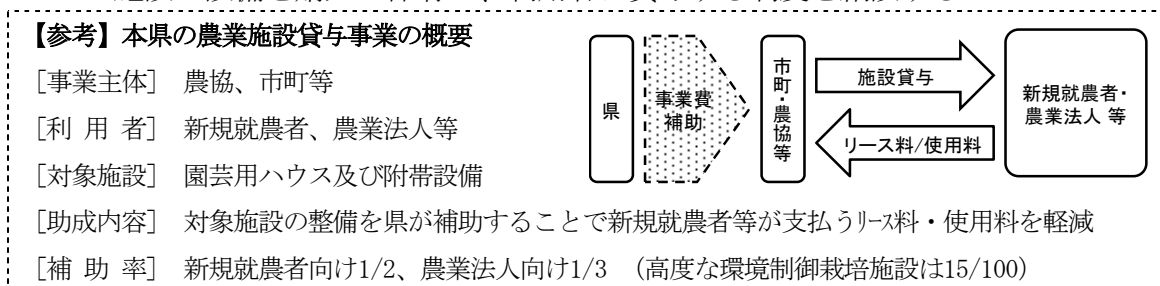 【参考】本県の農業施設貸与事業の概要
［事業主体］ 農協、市町等
［利 用 者］ 新規就農者、農業法人等
［対象施設］ 園芸用ハウス及び附帯設備
県
事業費
補助
市町・農協等
施設貸与
リース料/使用料
新規就農者・
農業法人 等
［助成内容］ 対象施設の整備を県が補助することで新規就農者等が支払うリース料・使用料を軽減
［補 助 率］ 新規就農者向け1/2、農業法人向け1/3 （高度な環境制御栽培施設は15/100）